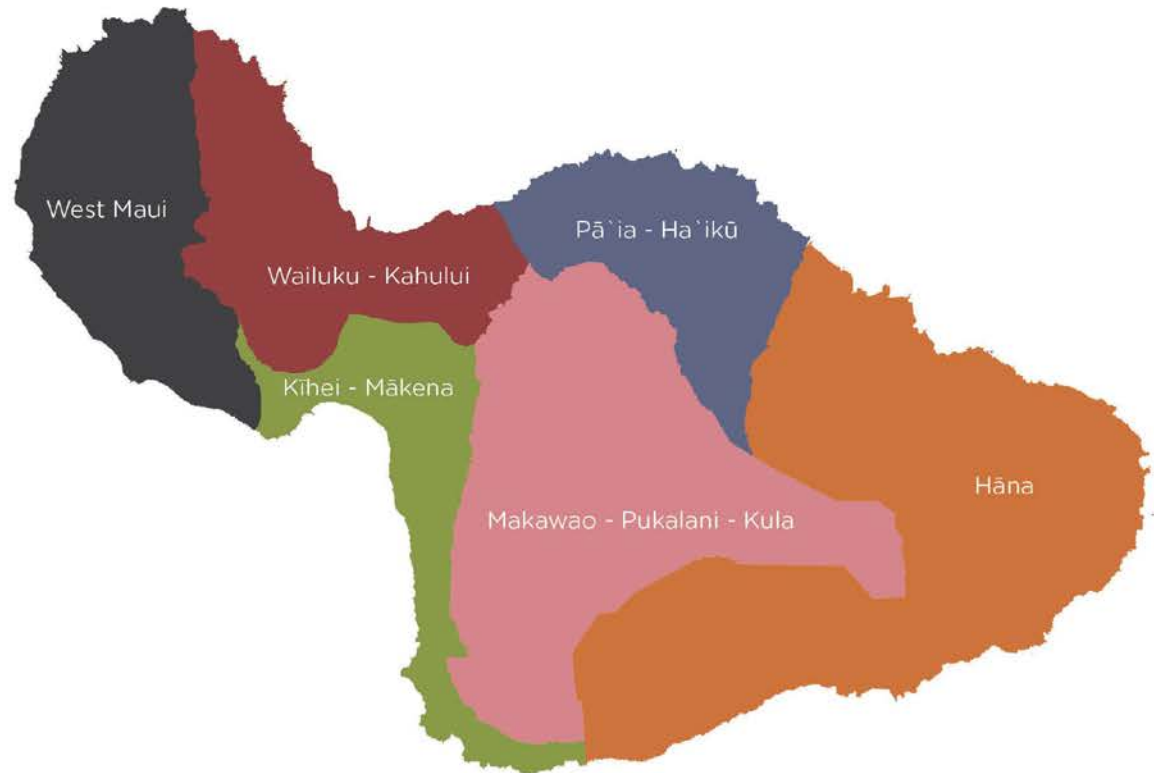 West Maui
Pā`ia - Ha`ikū
Wailuku - Kahului
Kīhei - Mākena
Hāna
Makawao - Pukalani - Kula